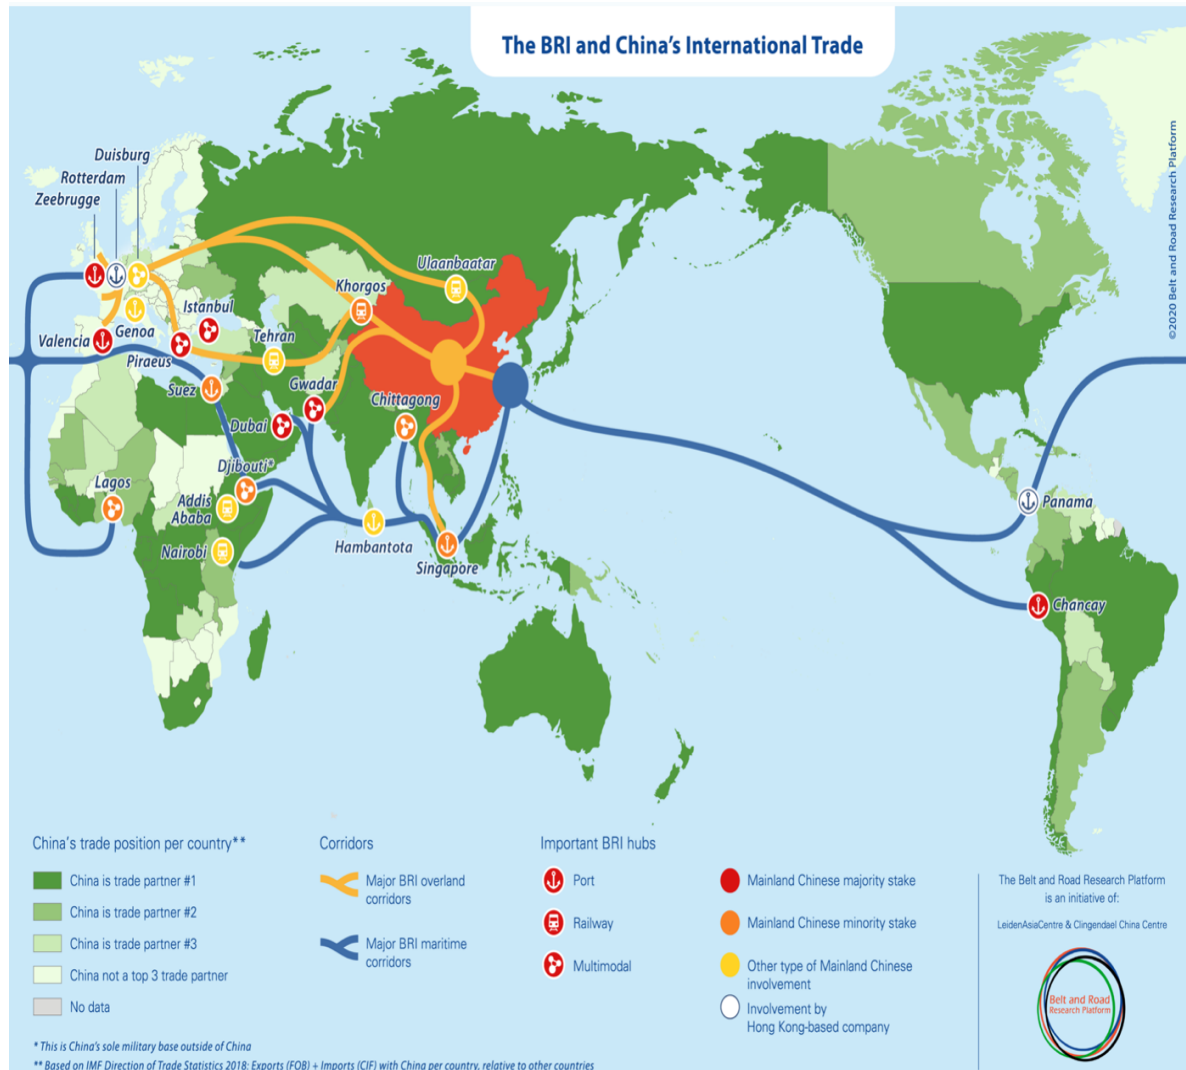 The BRI and China's International Trade
Duisburg
Rotterdam
Zeebrugge
Ulaanbaatar
Khorgos
Istanbul
Valencia
Genoa
Tehran
Piraeus
Suez
Gwadar
Chittagong
Dubai
Djibouti*
Lagos
Addis
Ababa
Panama
Nairobi
Hambantota
Singapore
Chancay
©2020 Belt and Road Research Platform
China's trade position per country**
China is trade partner #1
China is trade partner #2
China is trade partner #3
China not a top 3 trade partner
No data
Corridors
Major BRI overland
corridors
Major BRI maritime
corridors
Important BRI hubs
Port
Railway
Multimodal
Mainland Chinese majority stake
Mainland Chinese minority stake
Other type of Mainland Chinese
involvement
Involvement by
Hong Kong-based company
The Belt and Road Research Platform
is an initiative of:
LeidenAsiaCentre & Clingendael China Centre
Belt and Road
Research Platform
* This is China's sole military base outside of China
** Based on IMF Direction of Trade Statistics 2018: Exports (FOB) + Imports (CIF) with China per country, relative to other countries